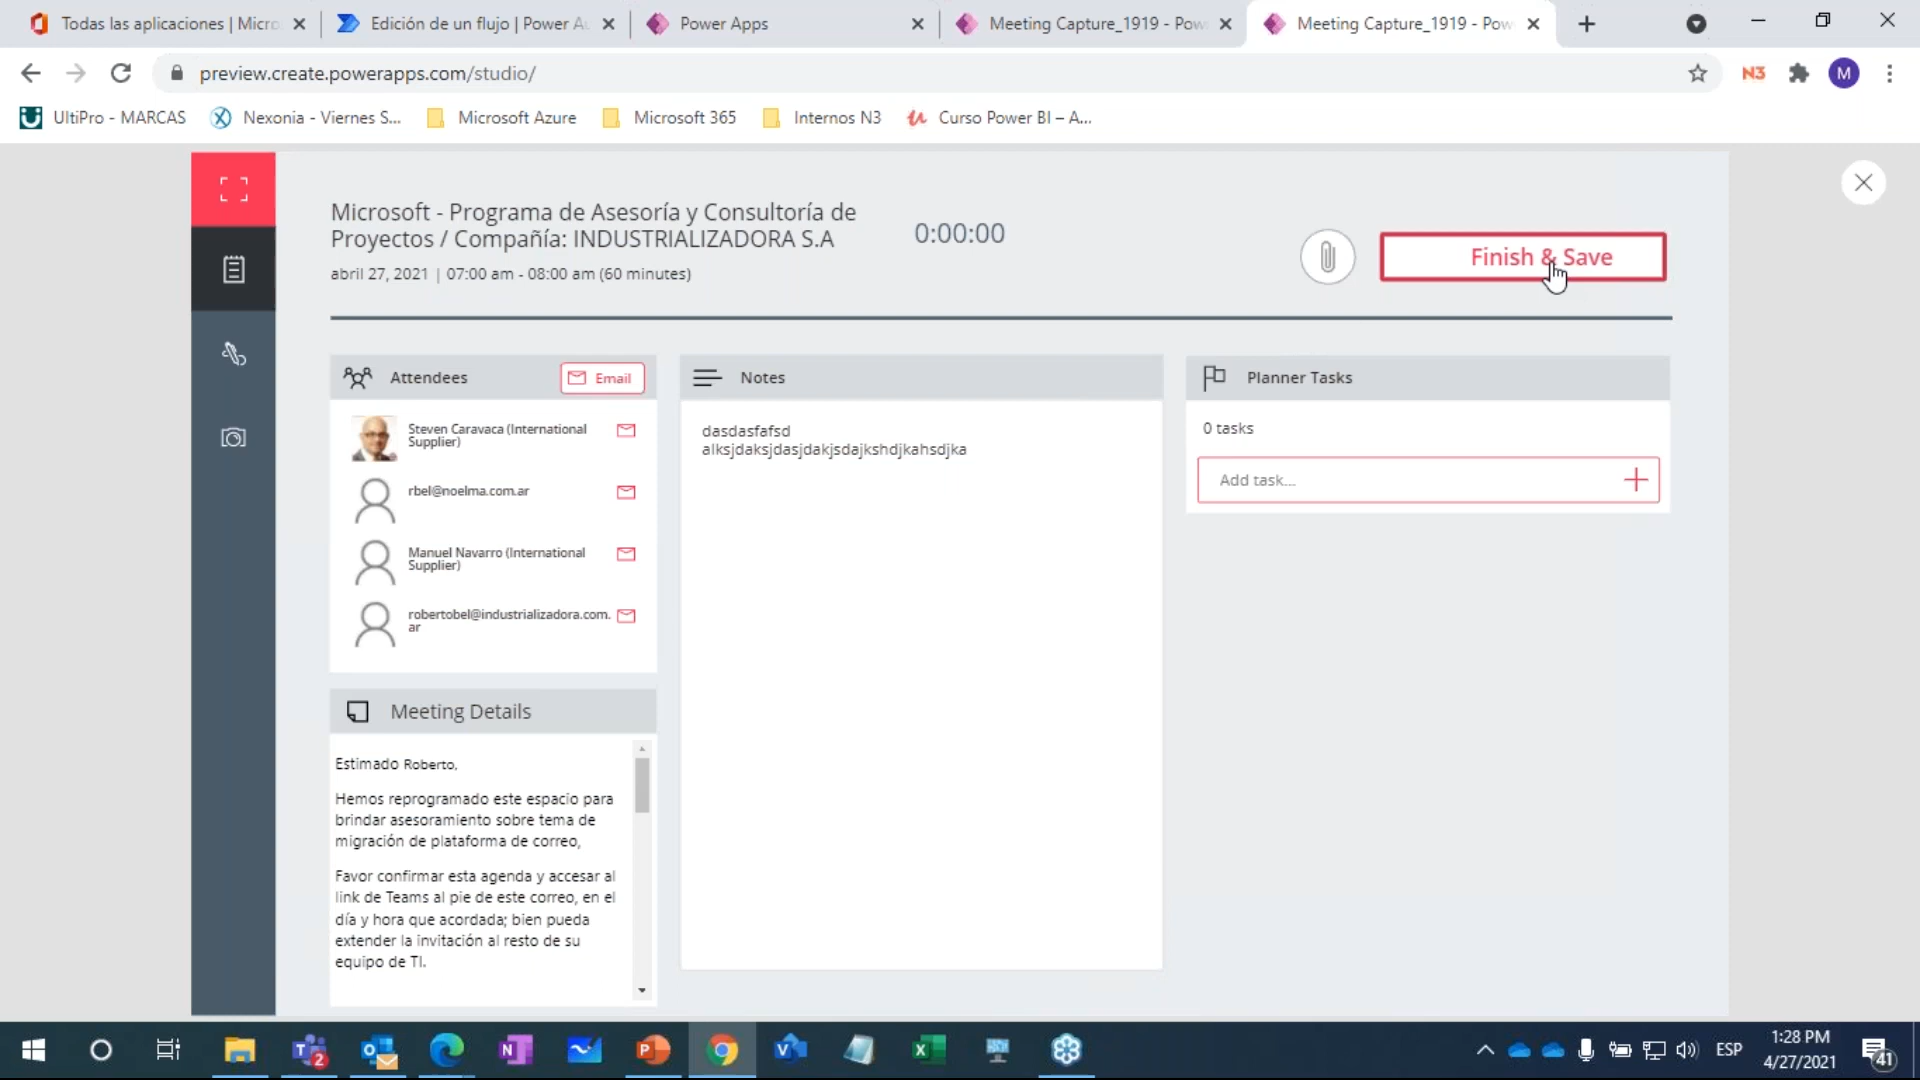 Todas las aplicaciones | Micro
Edición de un flujo | Power Au
Power Apps
Meeting Capture_1919 - Pow
Meeting Capture_1919 - Pow
preview.create.powerapps.com/studio/
N3
M
UltiPro - MARCAS
Nexonia - Viernes S...
Microsoft Azure
Microsoft 365
Internos N3
Curso Power BI – A...
Microsoft - Programa de Asesoría y Consultoría de
Proyectos / Compañía: INDUSTRIALIZADORA S.A
abril 27, 2021 | 07:00 am - 08:00 am (60 minutes)
0:00:00
Finish & Save
Attendees
Email
Steven Caravaca (International
Supplier)
rbel@noelma.com.ar
Manuel Navarro (International
Supplier)
robertobel@industrializadora.com.
ar
Meeting Details
Estimado Roberto,
Hemos reprogramado este espacio para
brindar asesoramiento sobre tema de
migración de plataforma de correo,
Favor confirmar esta agenda y accesar al
link de Teams al pie de este correo, en el
día y hora que acordada; bien pueda
extender la invitación al resto de su
equipo de TI.
Notes
dasdasfafsd
alksjdaksjdasjdakjsdajkshdjkahsdjka
Planner Tasks
0 tasks
Add task...
ESP
1:28 PM
4/27/2021
41